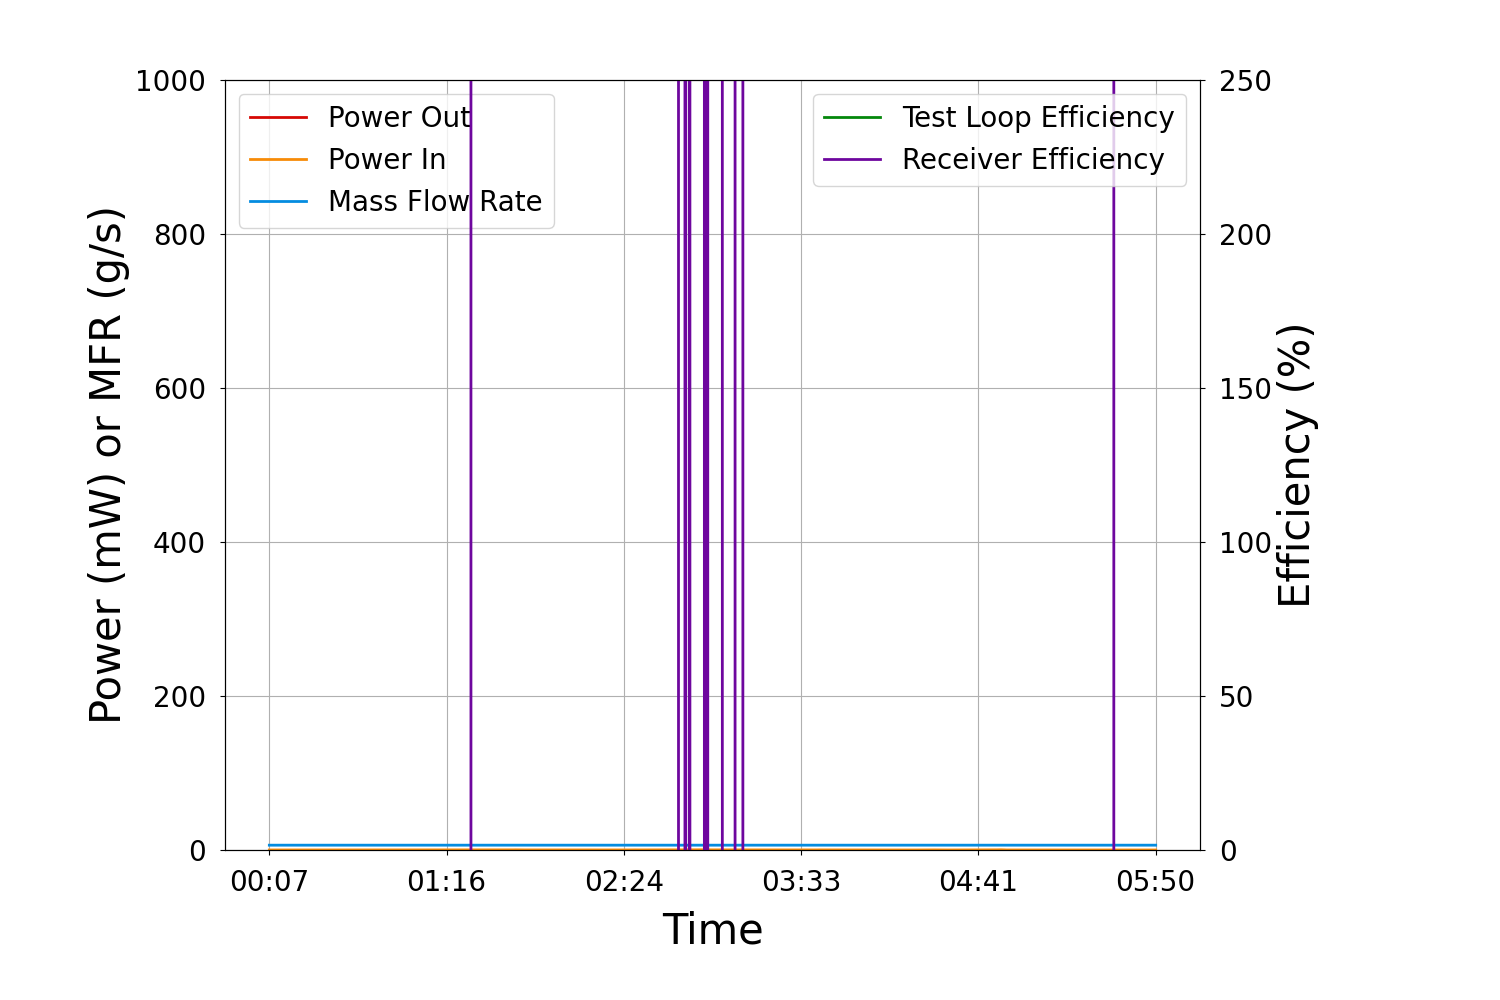 1000
800
600
400
200
0
Power (mW) or MFR (g/s)
Power Out
Power In
Mass Flow Rate
Test Loop Efficiency
Receiver Efficiency
250
200
150
100
50
0
Efficiency (%)
00:07 01:16 02:24 03:33 04:41 05:50
Time